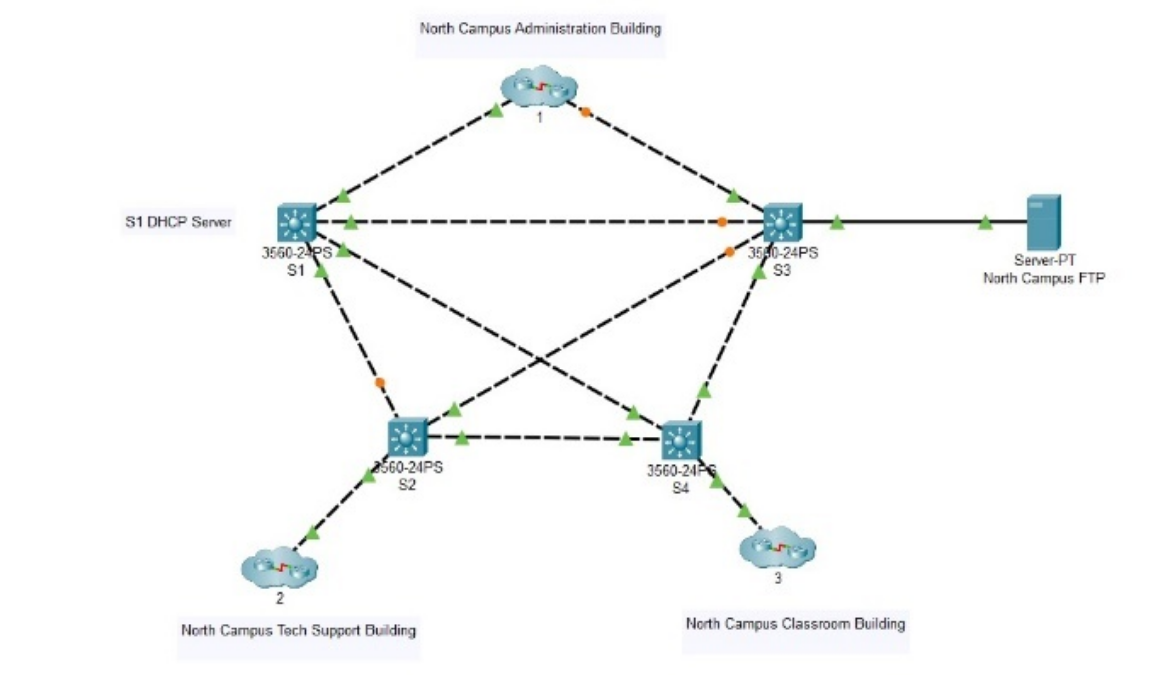 North Campus Administration Building
1
S1 DHCP Server
3560-24PS
S1
3560-24PS
S3
Server-PT
North Campus FTP
3560-24PS
S2
3560-24PS
S4
2
3
North Campus Tech Support Building
North Campus Classroom Building